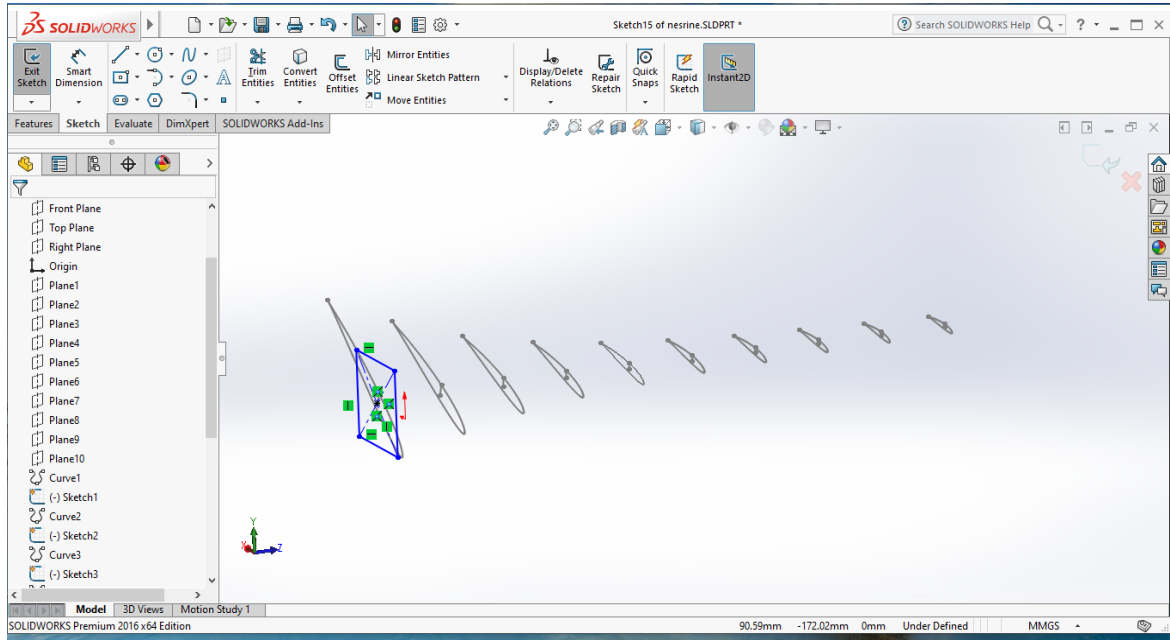 SOLIDWORKS
Sketch15 of nesrine.SLDPRT *
Search SOLIDWORKS Help
?
Exit Sketch
Smart Dimension
Trim Entities
Convert Entities
Offset Entities
Mirror Entities
Linear Sketch Pattern
Move Entities
Display/Delete Relations
Repair Sketch
Quick Snaps
Rapid Sketch
Instant2D
Features Sketch Evaluate DimXpert SOLIDWORKS Add-Ins
Front Plane
Top Plane
Right Plane
Origin
Plane1
Plane2
Plane3
Plane4
Plane5
Plane6
Plane7
Plane8
Plane9
Plane10
Curve1
(-) Sketch1
Curve2
(-) Sketch2
Curve3
(-) Sketch3
Y
X
Z
Model 3D Views Motion Study 1
SOLIDWORKS Premium 2016 x64 Edition 90.59mm -172.02mm 0mm Under Defined MMGS